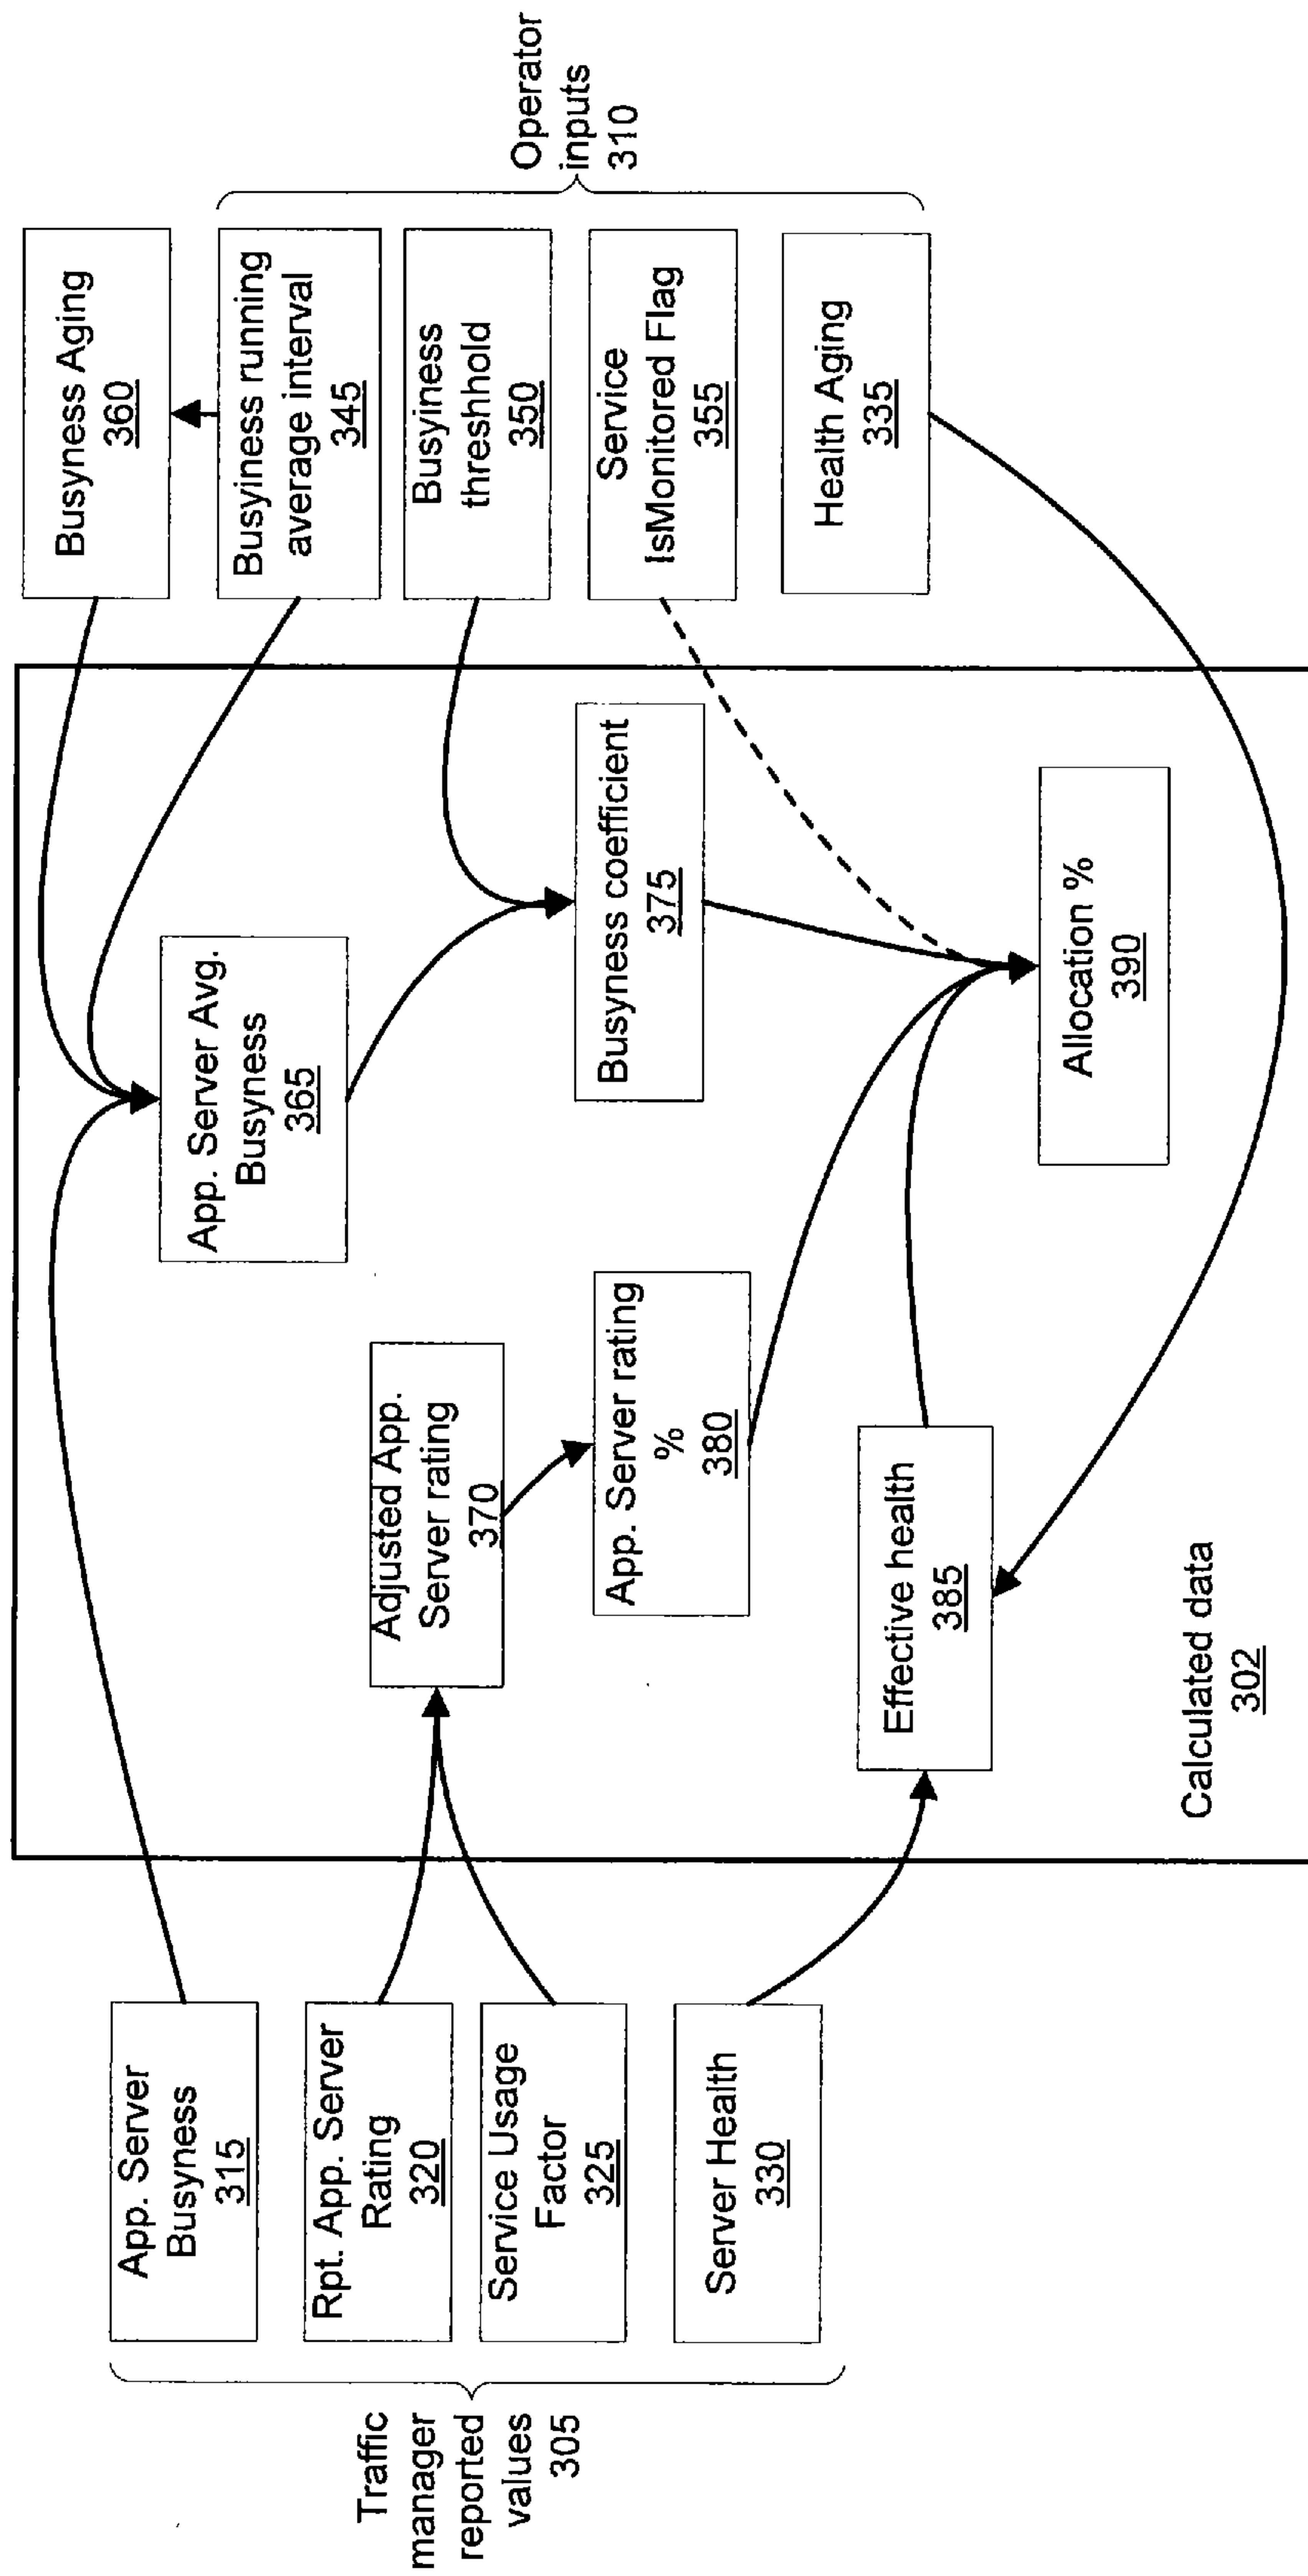 Traffic
manager
reported
values
305
App. Server
Busyness
315
Rpt. App. Server
Rating
320
Service Usage
Factor
325
Server Health
330
App. Server Avg.
Busyness
365
Adjusted App.
Server rating
370
App. Server rating
%
380
Effective health
385
Busyness coefficient
375
Allocation %
390
Calculated data
302
Busyness Aging
360
Busyiness running
average interval
345
Busyiness
threshhold
350
Service
IsMonitored Flag
355
Health Aging
335
Operator
inputs
310